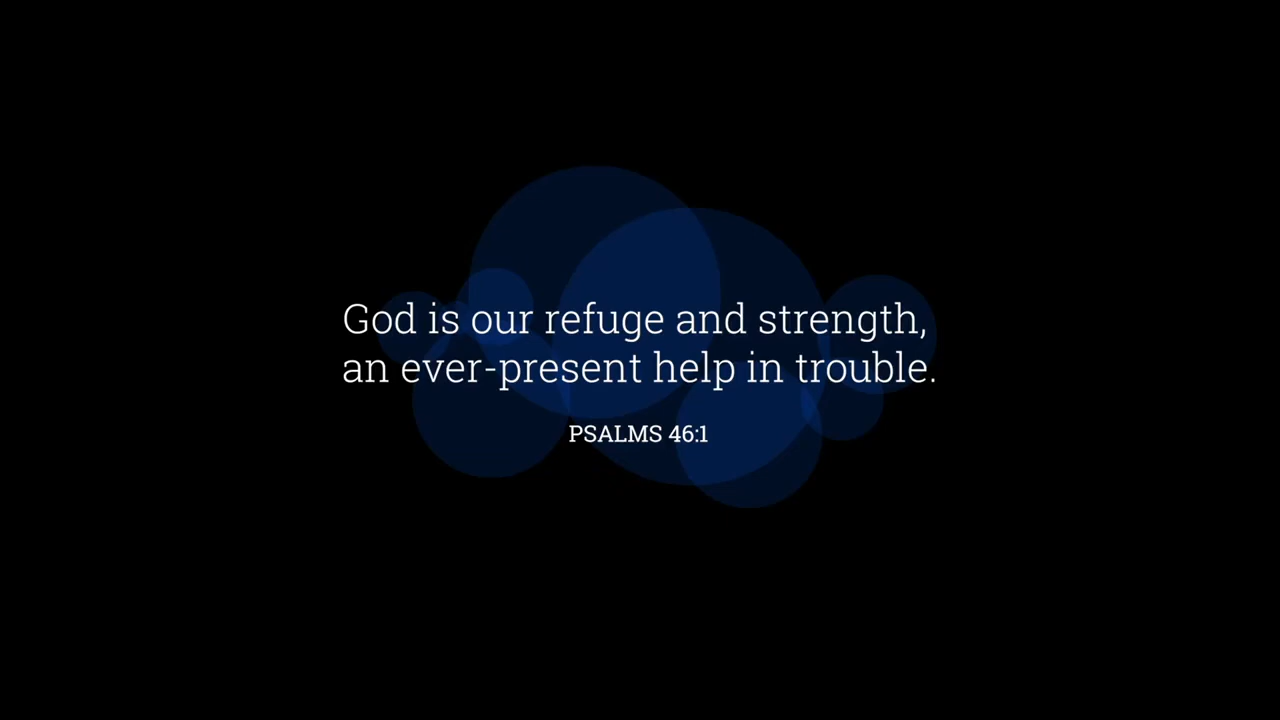 God is our refuge and strength,
an ever-present help in trouble.
PSALMS 46:1